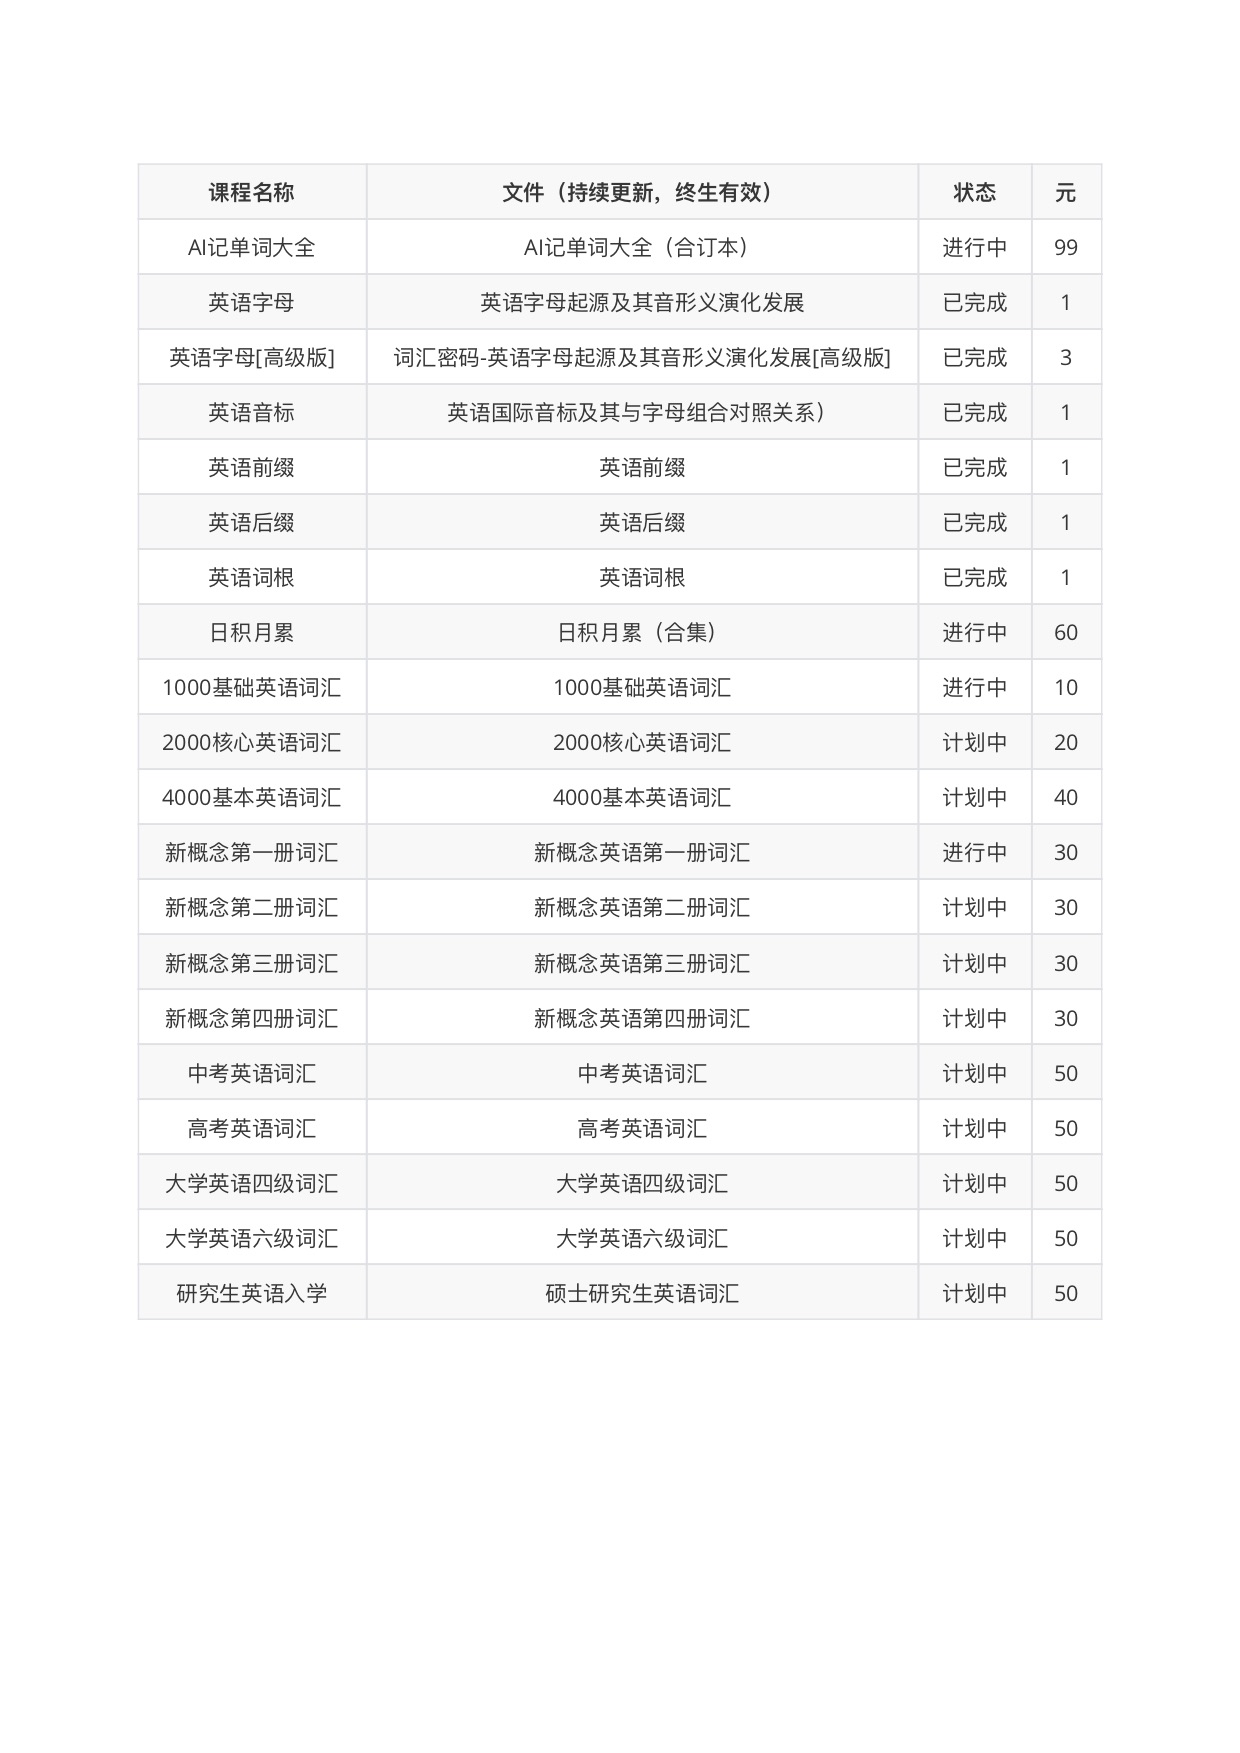 课程名称 文件（持续更新，终生有效） 状态 元
AI记单词大全 AI记单词大全（合订本） 进行中 99
英语字母 英语字母起源及其音形义演化发展 已完成 1
英语字母[高级版] 词汇密码-英语字母起源及其音形义演化发展[高级版] 已完成 3
英语音标 英语国际音标及其与字母组合对照关系） 已完成 1
英语前缀 英语前缀 已完成 1
英语后缀 英语后缀 已完成 1
英语词根 英语词根 已完成 1
日积月累 日积月累（合集） 进行中 60
1000基础英语词汇 1000基础英语词汇 进行中 10
2000核心英语词汇 2000核心英语词汇 计划中 20
4000基本英语词汇 4000基本英语词汇 计划中 40
新概念第一册词汇 新概念英语第一册词汇 进行中 30
新概念第二册词汇 新概念英语第二册词汇 计划中 30
新概念第三册词汇 新概念英语第三册词汇 计划中 30
新概念第四册词汇 新概念英语第四册词汇 计划中 30
中考英语词汇 中考英语词汇 计划中 50
高考英语词汇 高考英语词汇 计划中 50
大学英语四级词汇 大学英语四级词汇 计划中 50
大学英语六级词汇 大学英语六级词汇 计划中 50
研究生英语入学 硕士研究生英语词汇 计划中 50